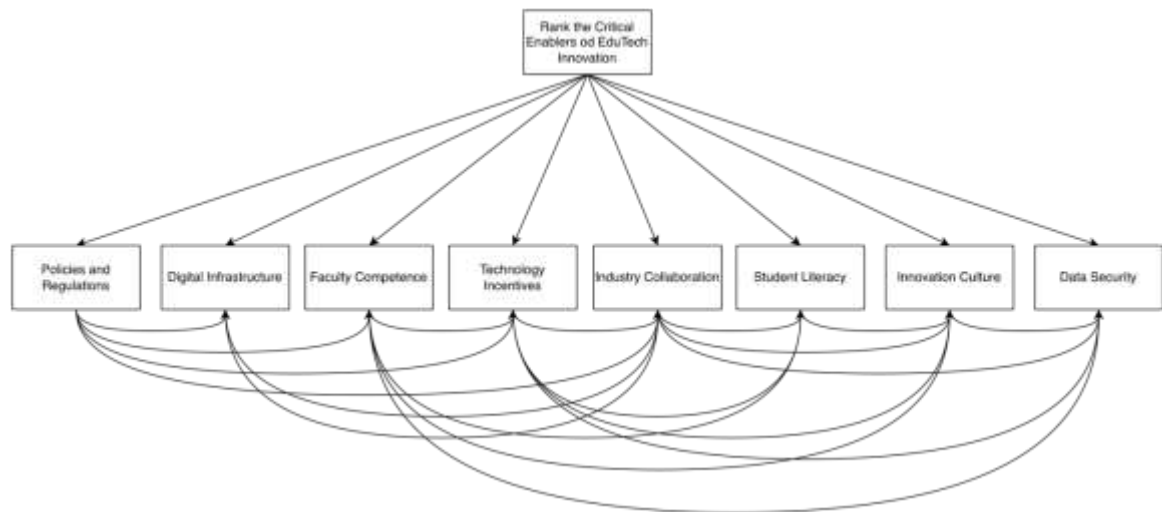 Rank the Critical
Enablers od EduTech
Innovation
Policies and
Regulations
Digital Infrastructure
Faculty Competence
Technology
Incentives
Industry Collaboration
Student Literacy
Innovation Culture
Data Security